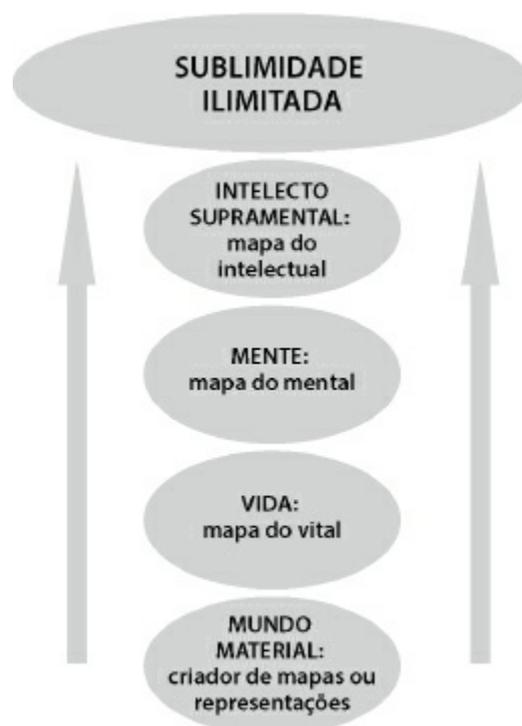 SUBLIMIDADE
ILIMITADA
INTELECTO
SUPRAMENTAL:
mapa do
intelectual
MENTE:
mapa do mental
VIDA:
mapa do vital
MUNDO
MATERIAL:
criador de mapas ou
representações